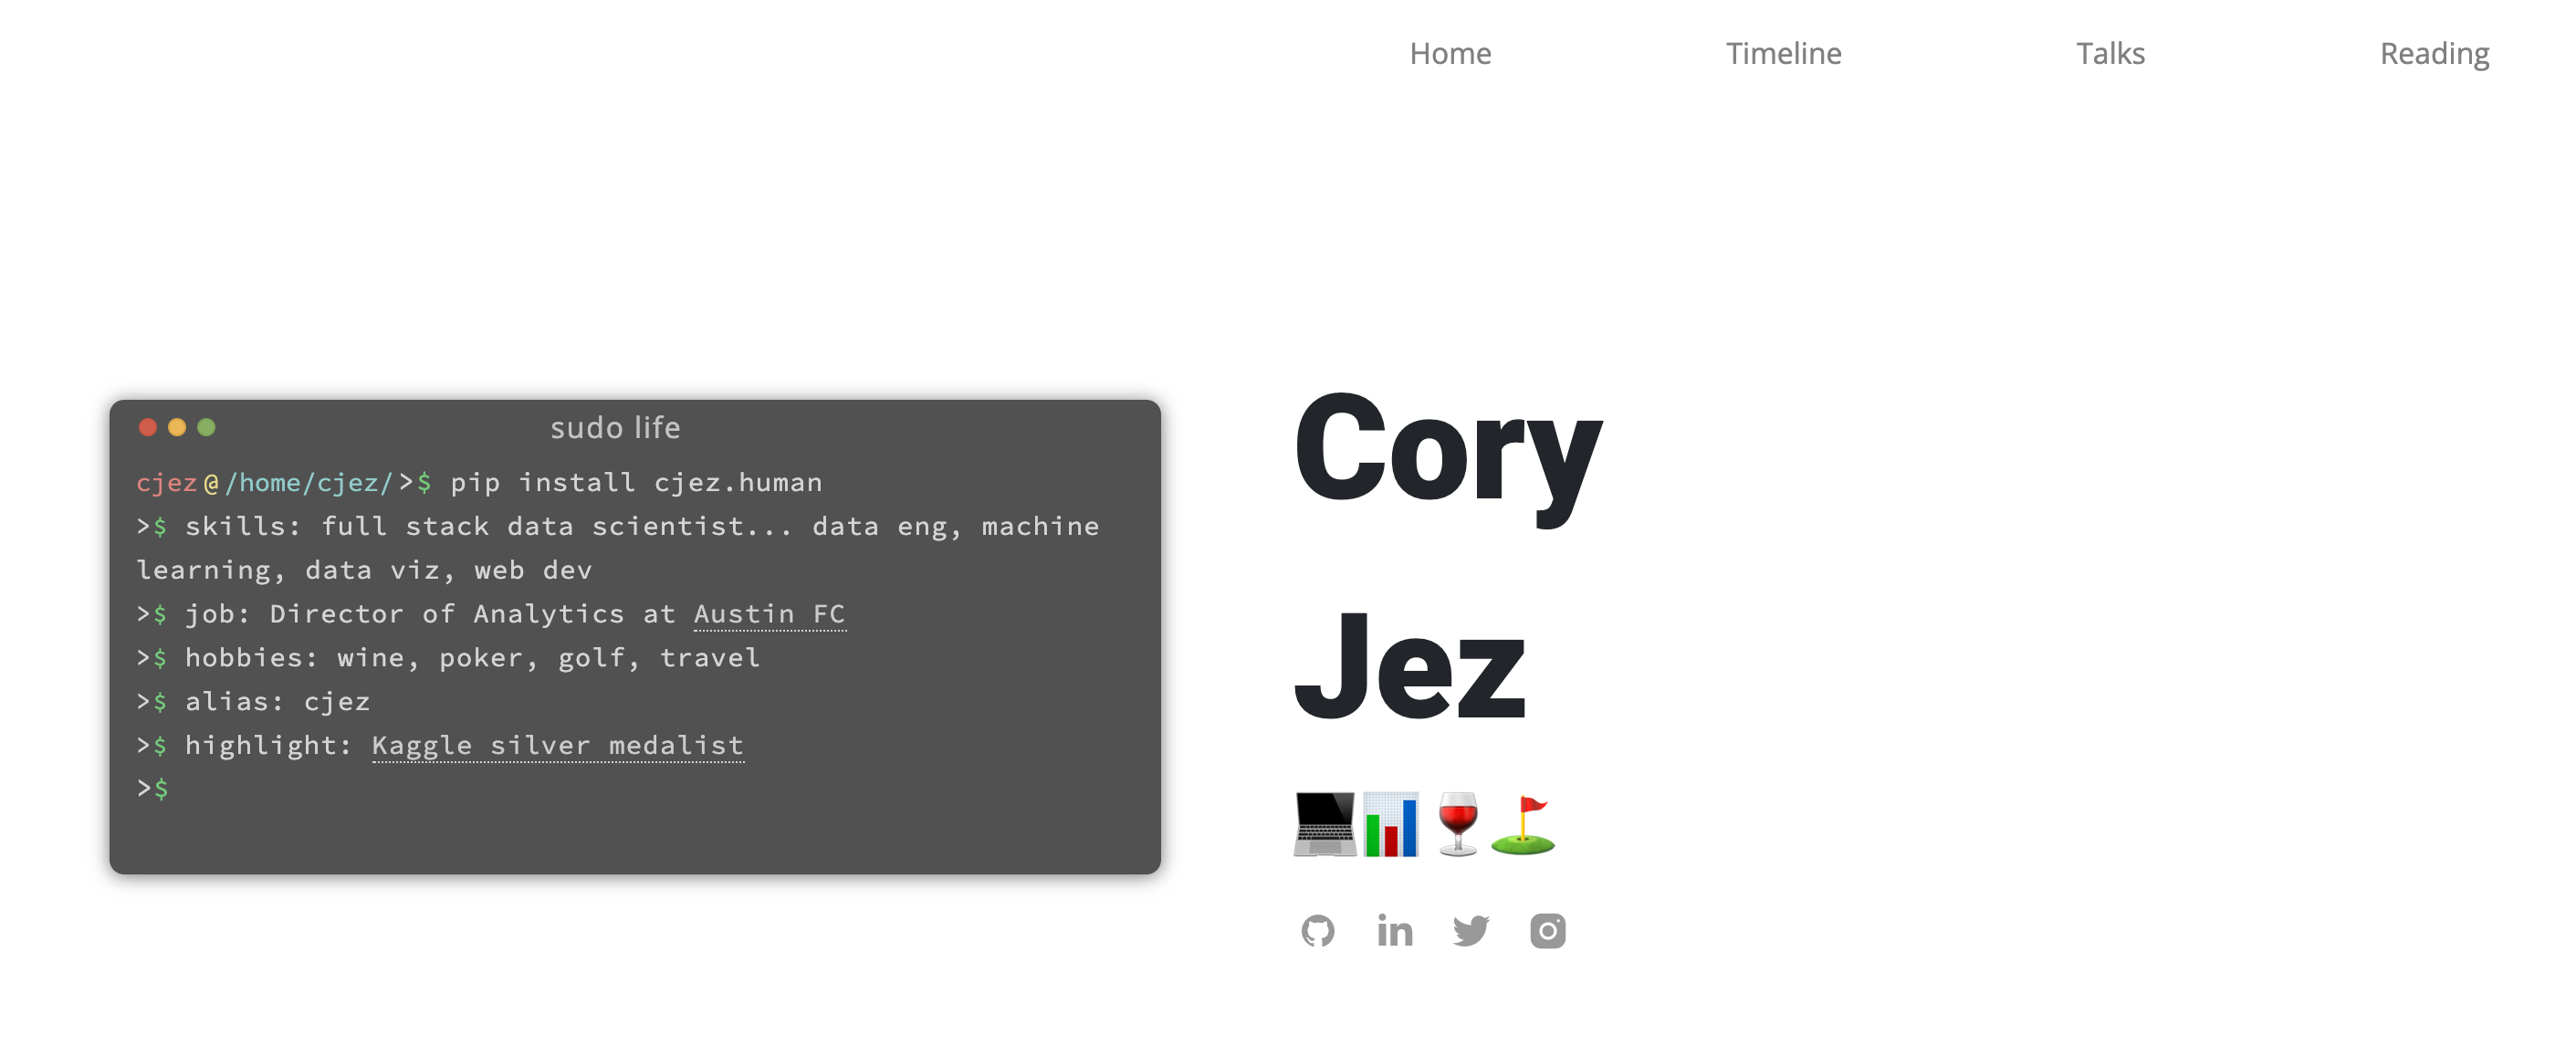 Home Timeline Talks Reading
sudo life
cjez@/home/cjez/>$ pip install cjez.human
>$ skills: full stack data scientist... data eng, machine
learning, data viz, web dev
>$ job: Director of Analytics at Austin FC
>$ hobbies: wine, poker, golf, travel
>$ alias: cjez
>$ highlight: Kaggle silver medalist
>$
Cory
Jez
in